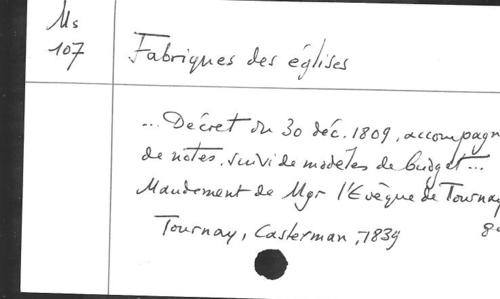 Ms
107
Fabriques des églises
... Décret du 30 déc. 1809, accompagn
de notes, suivi de modèles de budget...
Mandement de Mgr l'Evêque de Tournay
Tournay, Casterman, 1839
8°